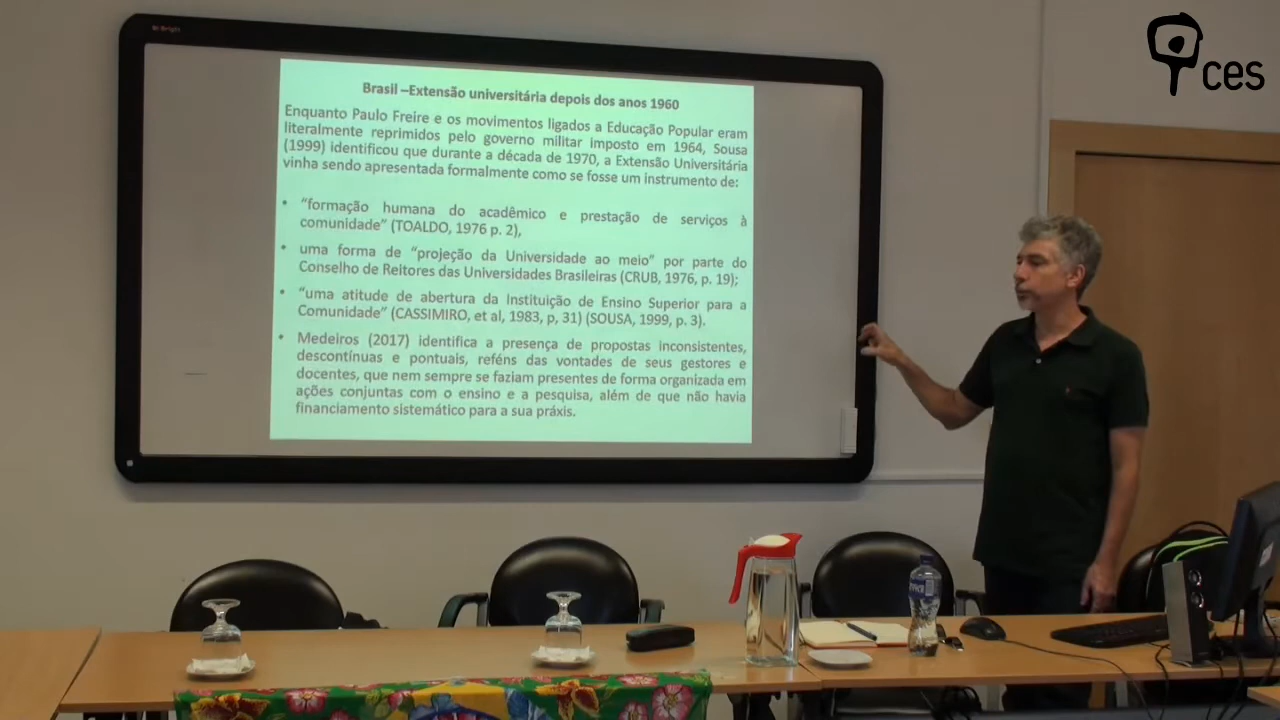 Bi-Bright
ces
Brasil –Extensão universitária depois dos anos 1960
Enquanto Paulo Freire e os movimentos ligados a Educação Popular eram
literalmente reprimidos pelo governo militar imposto em 1964, Sousa
(1999) identificou que durante a década de 1970, a Extensão Universitária
vinha sendo apresentada formalmente como se fosse um instrumento de:
• “formação humana do acadêmico e prestação de serviços à
comunidade” (TOALDO, 1976 p. 2),
• uma forma de “projeção da Universidade ao meio” por parte do
Conselho de Reitores das Universidades Brasileiras (CRUB, 1976, p. 19);
• “uma atitude de abertura da Instituição de Ensino Superior para a
Comunidade” (CASSIMIRO, et al, 1983, p, 31) (SOUSA, 1999, p. 3).
• Medeiros (2017) identifica a presença de propostas inconsistentes,
descontínuas e pontuais, reféns das vontades de seus gestores e
docentes, que nem sempre se faziam presentes de forma organizada em
ações conjuntas com o ensino e a pesquisa, além de que não havia
financiamento sistemático para a sua práxis.